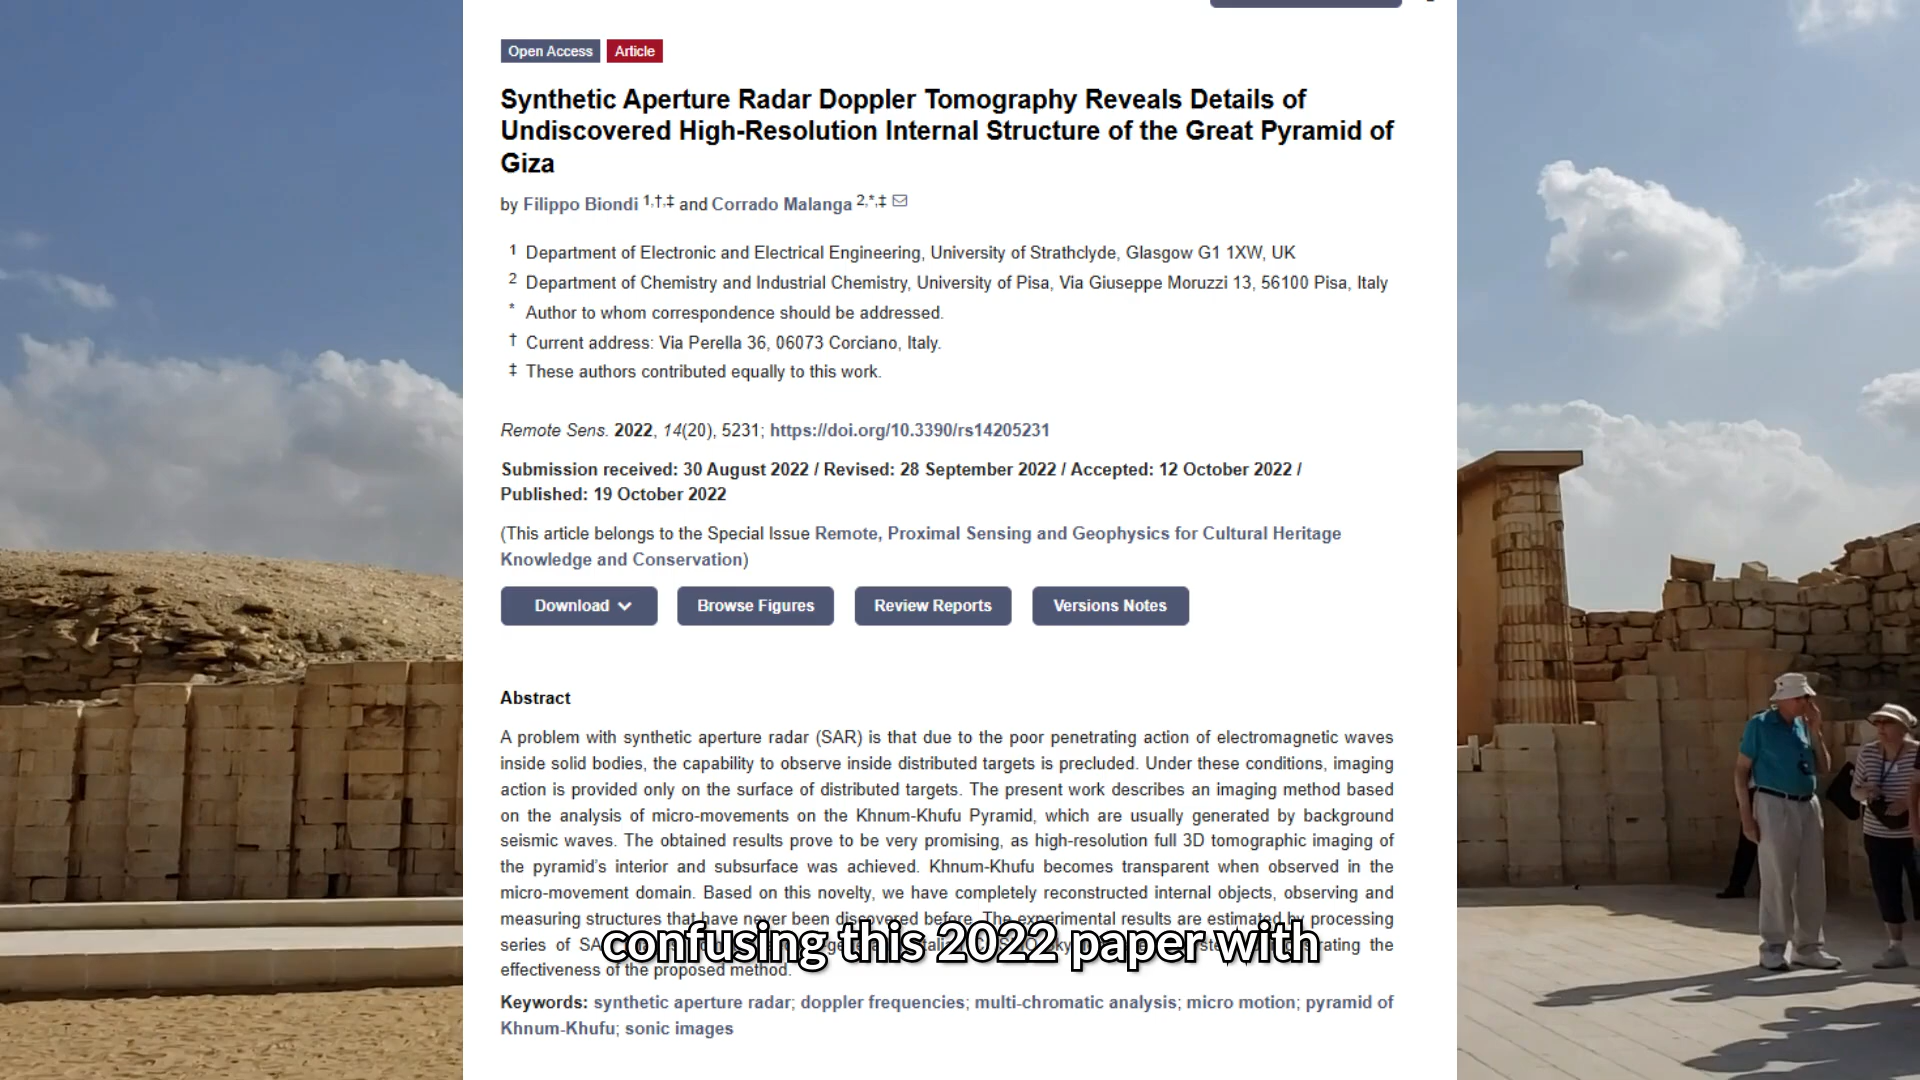 Open Access Article
Synthetic Aperture Radar Doppler Tomography Reveals Details of
Undiscovered High-Resolution Internal Structure of the Great Pyramid of
Giza
by Filippo Biondi 1,†,‡ and Corrado Malanga 2,*,‡
1 Department of Electronic and Electrical Engineering, University of Strathclyde, Glasgow G1 1XW, UK
2 Department of Chemistry and Industrial Chemistry, University of Pisa, Via Giuseppe Moruzzi 13, 56100 Pisa, Italy
* Author to whom correspondence should be addressed.
† Current address: Via Perella 36, 06073 Corciano, Italy.
‡ These authors contributed equally to this work.
Remote Sens. 2022, 14(20), 5231; https://doi.org/10.3390/rs14205231
Submission received: 30 August 2022 / Revised: 28 September 2022 / Accepted: 12 October 2022 /
Published: 19 October 2022
(This article belongs to the Special Issue Remote, Proximal Sensing and Geophysics for Cultural Heritage
Knowledge and Conservation)
Download Browse Figures Review Reports Versions Notes
Abstract
A problem with synthetic aperture radar (SAR) is that due to the poor penetrating action of electromagnetic waves
inside solid bodies, the capability to observe inside distributed targets is precluded. Under these conditions, imaging
action is provided only on the surface of distributed targets. The present work describes an imaging method based
on the analysis of micro-movements on the Khnum-Khufu Pyramid, which are usually generated by background
seismic waves. The obtained results prove to be very promising, as high-resolution full 3D tomographic imaging of
the pyramid's interior and subsurface was achieved. Khnum-Khufu becomes transparent when observed in the
micro-movement domain. Based on this novelty, we have completely reconstructed internal objects, observing and
measuring structures that have never been discovered before. The experimental results are estimated by processing
series of the
confusing this 2022 paper with
effectiveness of the proposed method.
Keywords: synthetic aperture radar; doppler frequencies; multi-chromatic analysis; micro motion; pyramid of
Khnum-Khufu; sonic images